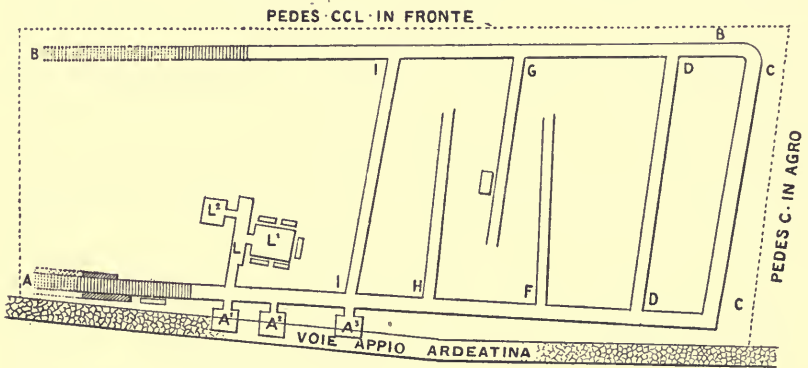 PEDES·CCL·IN FRONTE
B
B
I
G
D
C
PEDES C·IN AGRO
L²
L
L¹
A
I
H
F
D
C
A¹
A²
A³
VOIE APPIO ARDEATINA